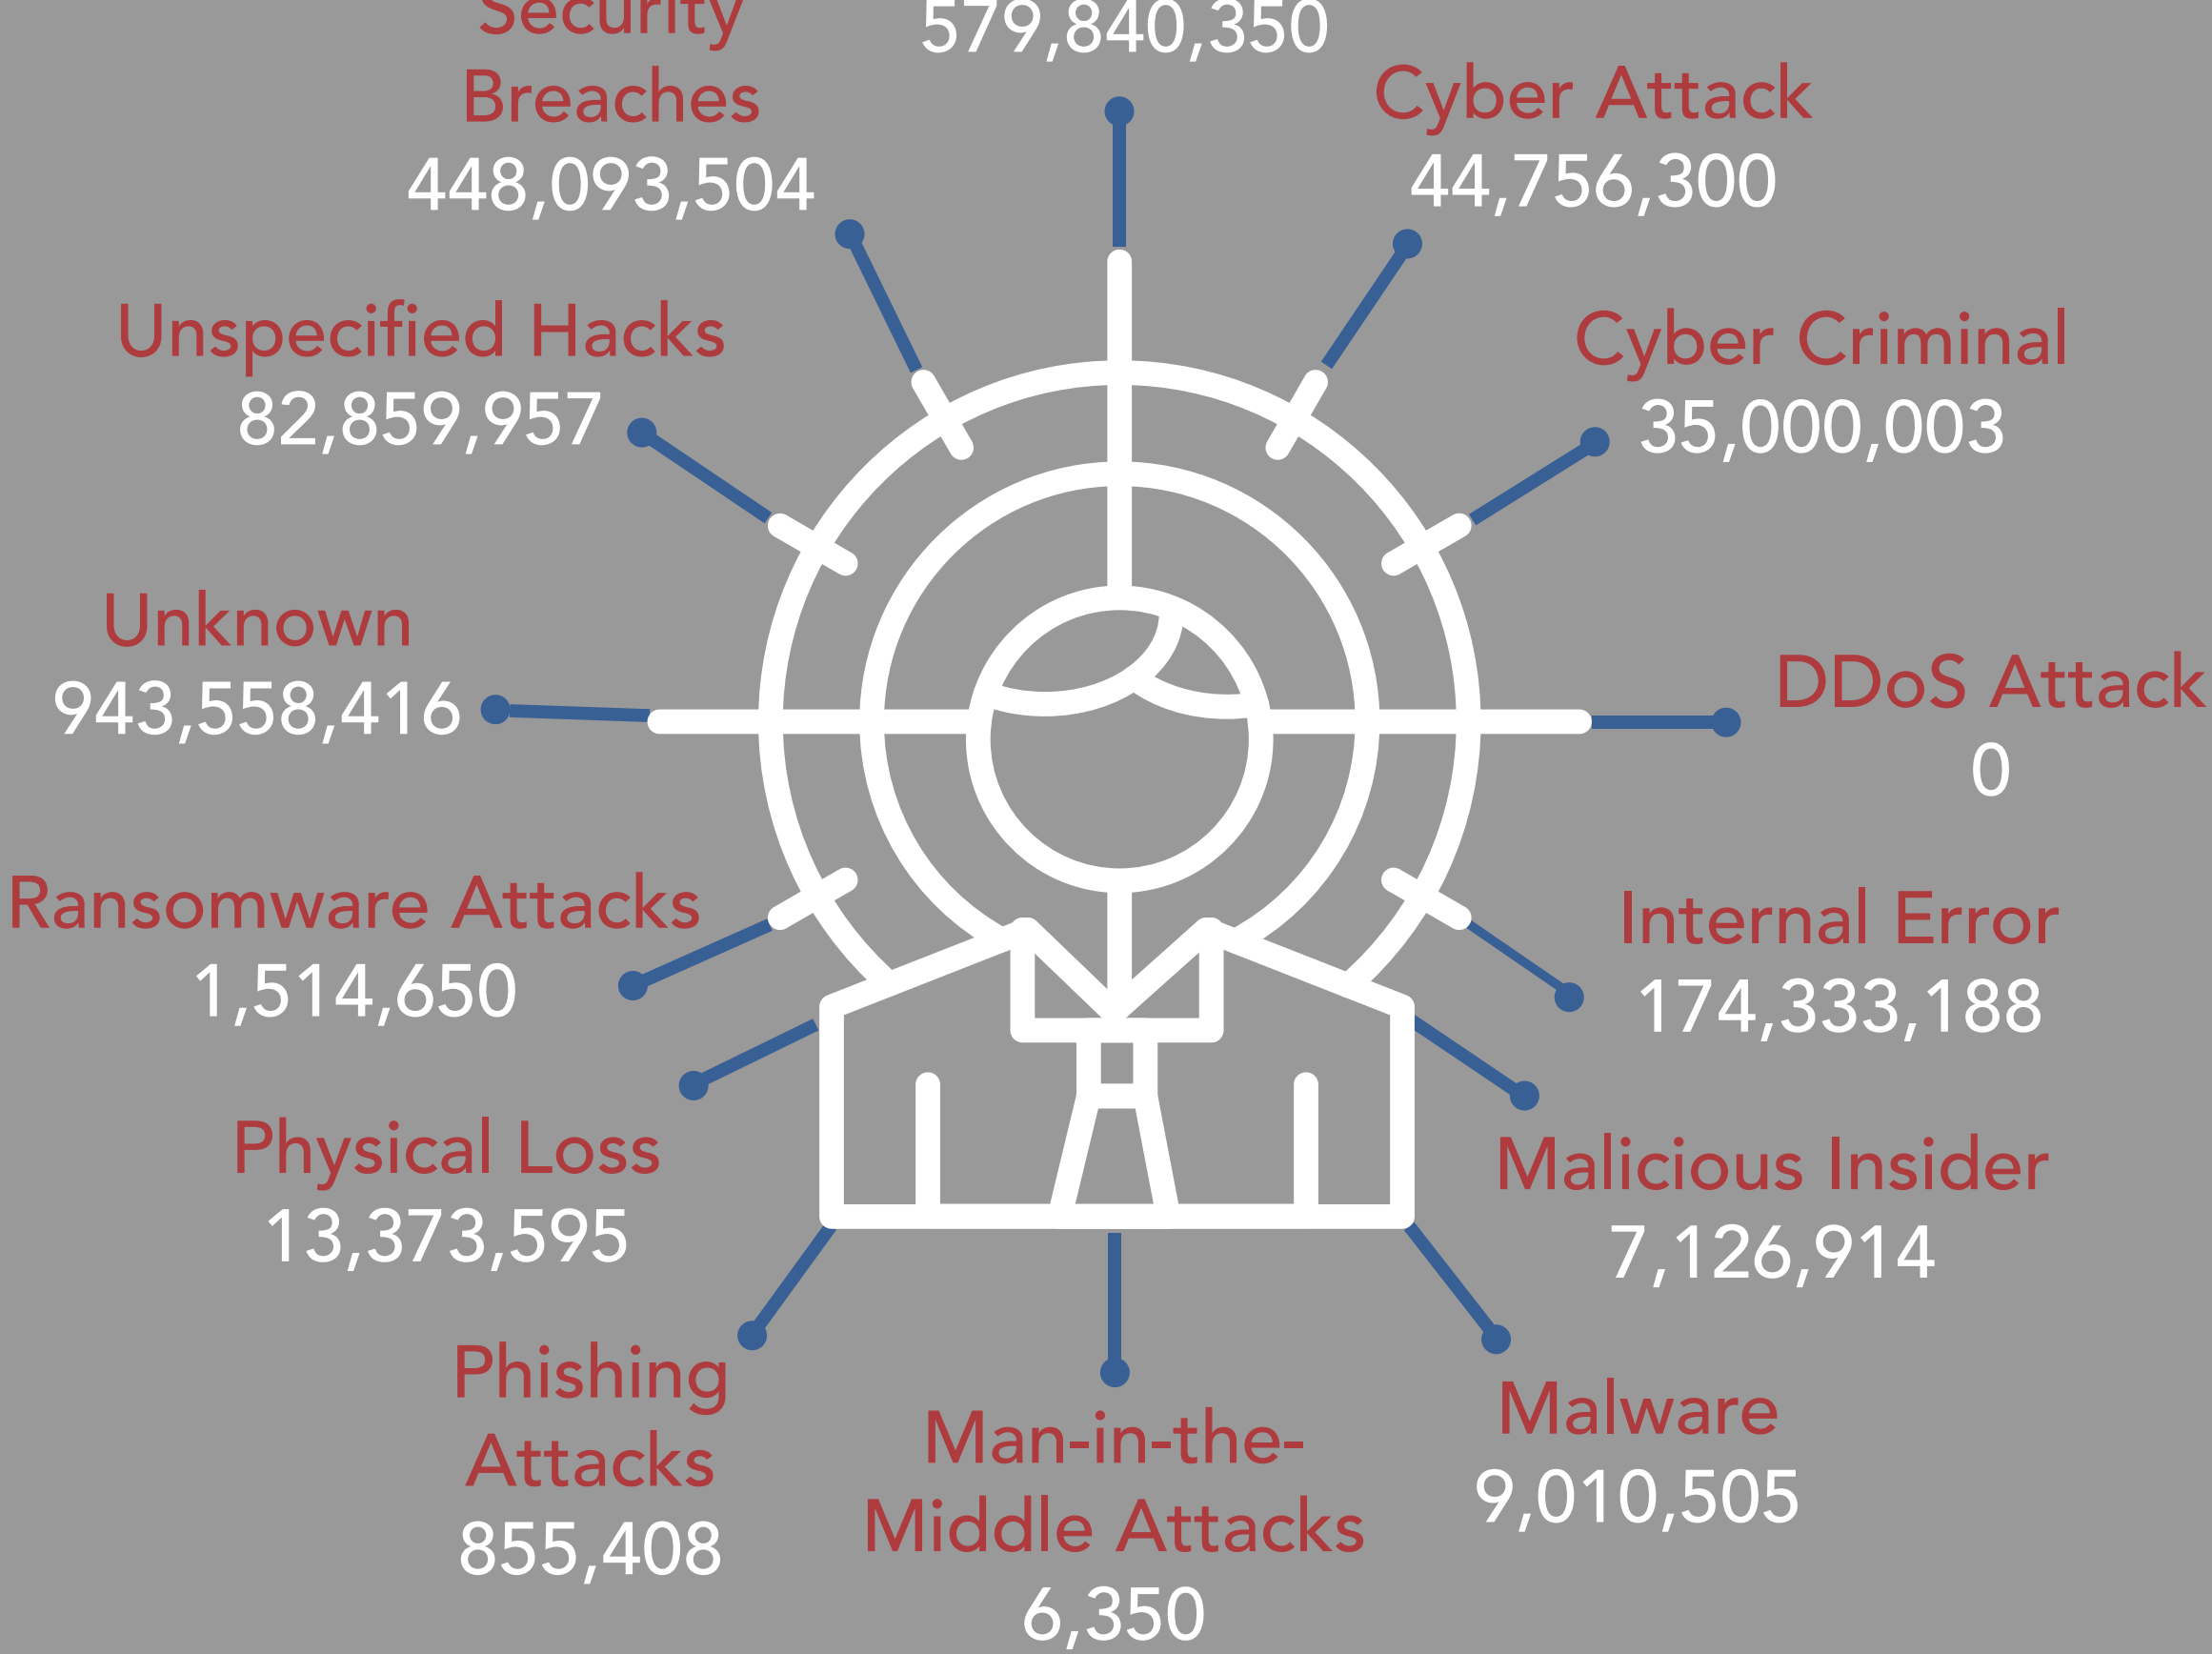 Security
Breaches
448,093,504
579,840,350
Cyber Attack
44,756,300
Unspecified Hacks
82,859,957
Cyber Criminal
35,000,003
Unknown
943,558,416
DDoS Attack
0
Ransomware Attacks
1,514,650
Internal Error
174,333,188
Physical Loss
13,373,595
Malicious Insider
7,126,914
Phishing
Attacks
855,408
Man-in-the-
Middle Attacks
6,350
Malware
9,010,505